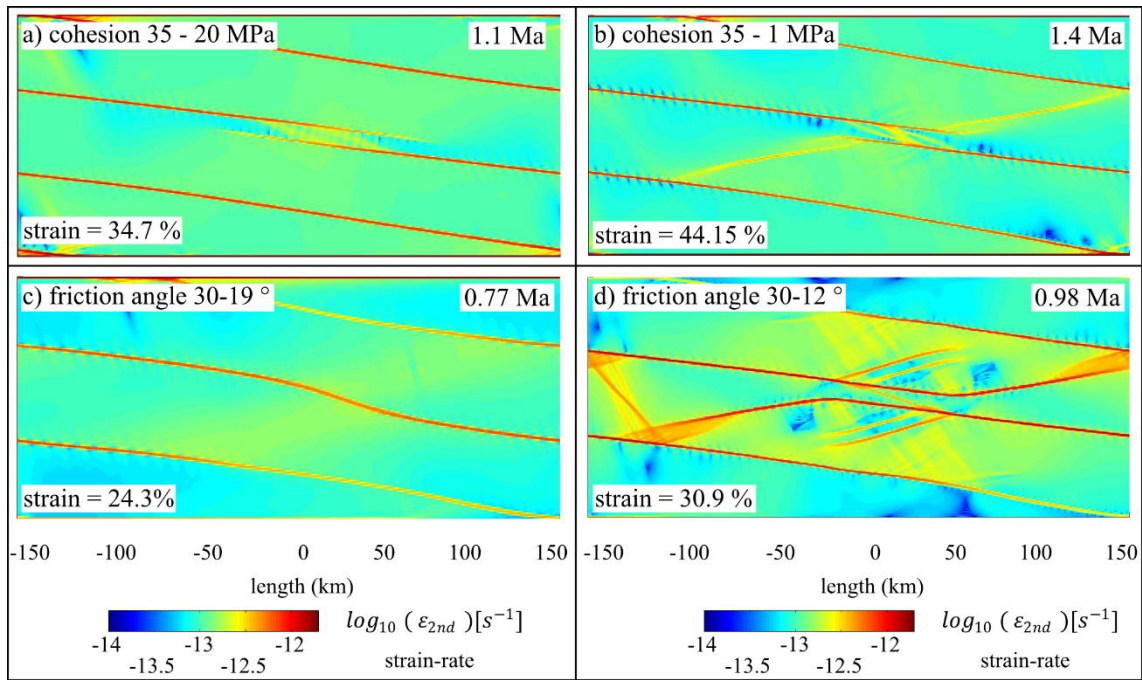 a) cohesion 35 - 20 MPa
1.1 Ma
strain = 34.7 %
b) cohesion 35 - 1 MPa
1.4 Ma
strain = 44.15 %
c) friction angle 30-19 °
0.77 Ma
strain = 24.3%
d) friction angle 30-12 °
0.98 Ma
strain = 30.9 %
-150 -100 -50 0 50 100 150
length (km)
-150 -100 -50 0 50 100 150
length (km)
log₁₀ (ε₂ₙd )[s⁻¹]
-14 -13 -12
-13.5 -12.5
strain-rate
log₁₀ (ε₂ₙd )[s⁻¹]
-14 -13 -12
-13.5 -12.5
strain-rate